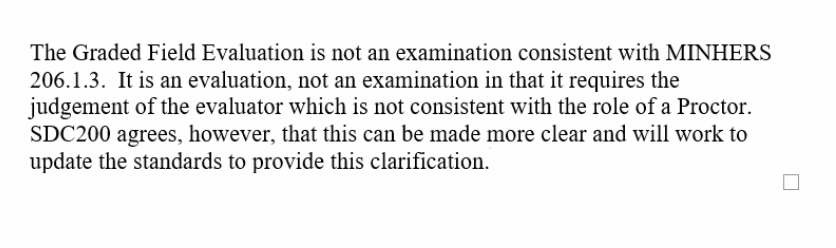 The Graded Field Evaluation is not an examination consistent with MINHERS
206.1.3.  It is an evaluation, not an examination in that it requires the
judgement of the evaluator which is not consistent with the role of a Proctor.
SDC200 agrees, however, that this can be made more clear and will work to
update the standards to provide this clarification.